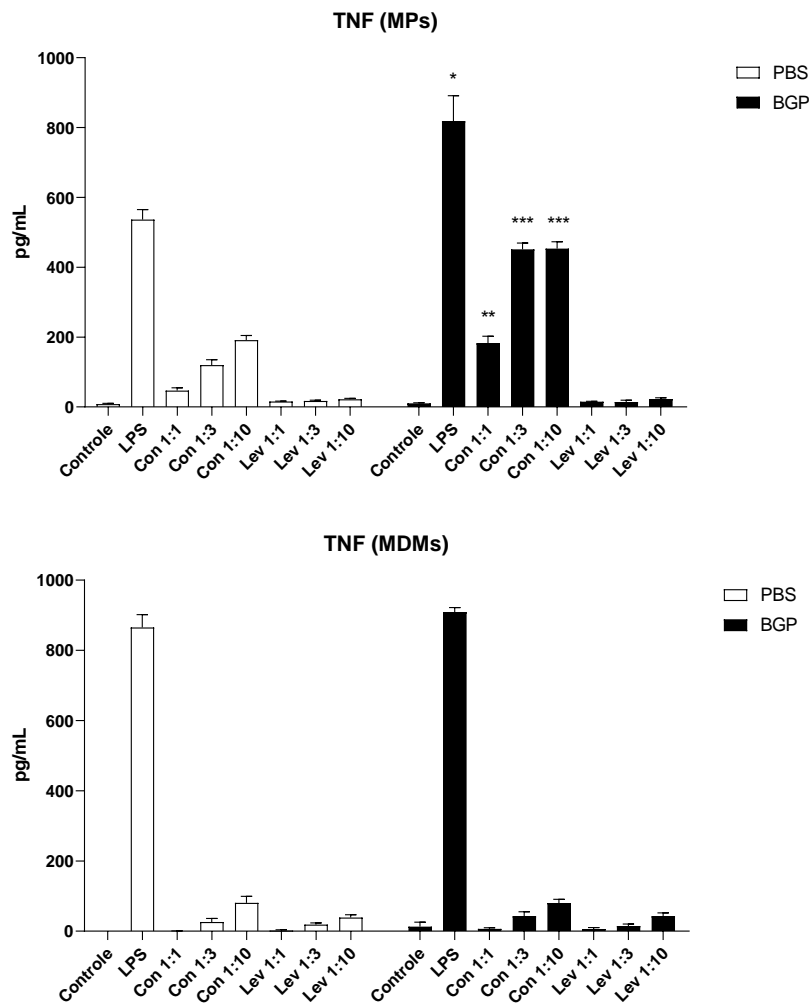 TNF (MPs)
1000
800
600
400
200
0
pg/mL
*
**
***
***
PBS
BGP
Controle
LPS
Con 1:1
Con 1:3
Con 1:10
Lev 1:1
Lev 1:3
Lev 1:10
Controle
LPS
Con 1:1
Con 1:3
Con 1:10
Lev 1:1
Lev 1:3
Lev 1:10
TNF (MDMs)
1000
800
600
400
200
0
pg/mL
PBS
BGP
Controle
LPS
Con 1:1
Con 1:3
Con 1:10
Lev 1:1
Lev 1:3
Lev 1:10
Controle
LPS
Con 1:1
Con 1:3
Con 1:10
Lev 1:1
Lev 1:3
Lev 1:10